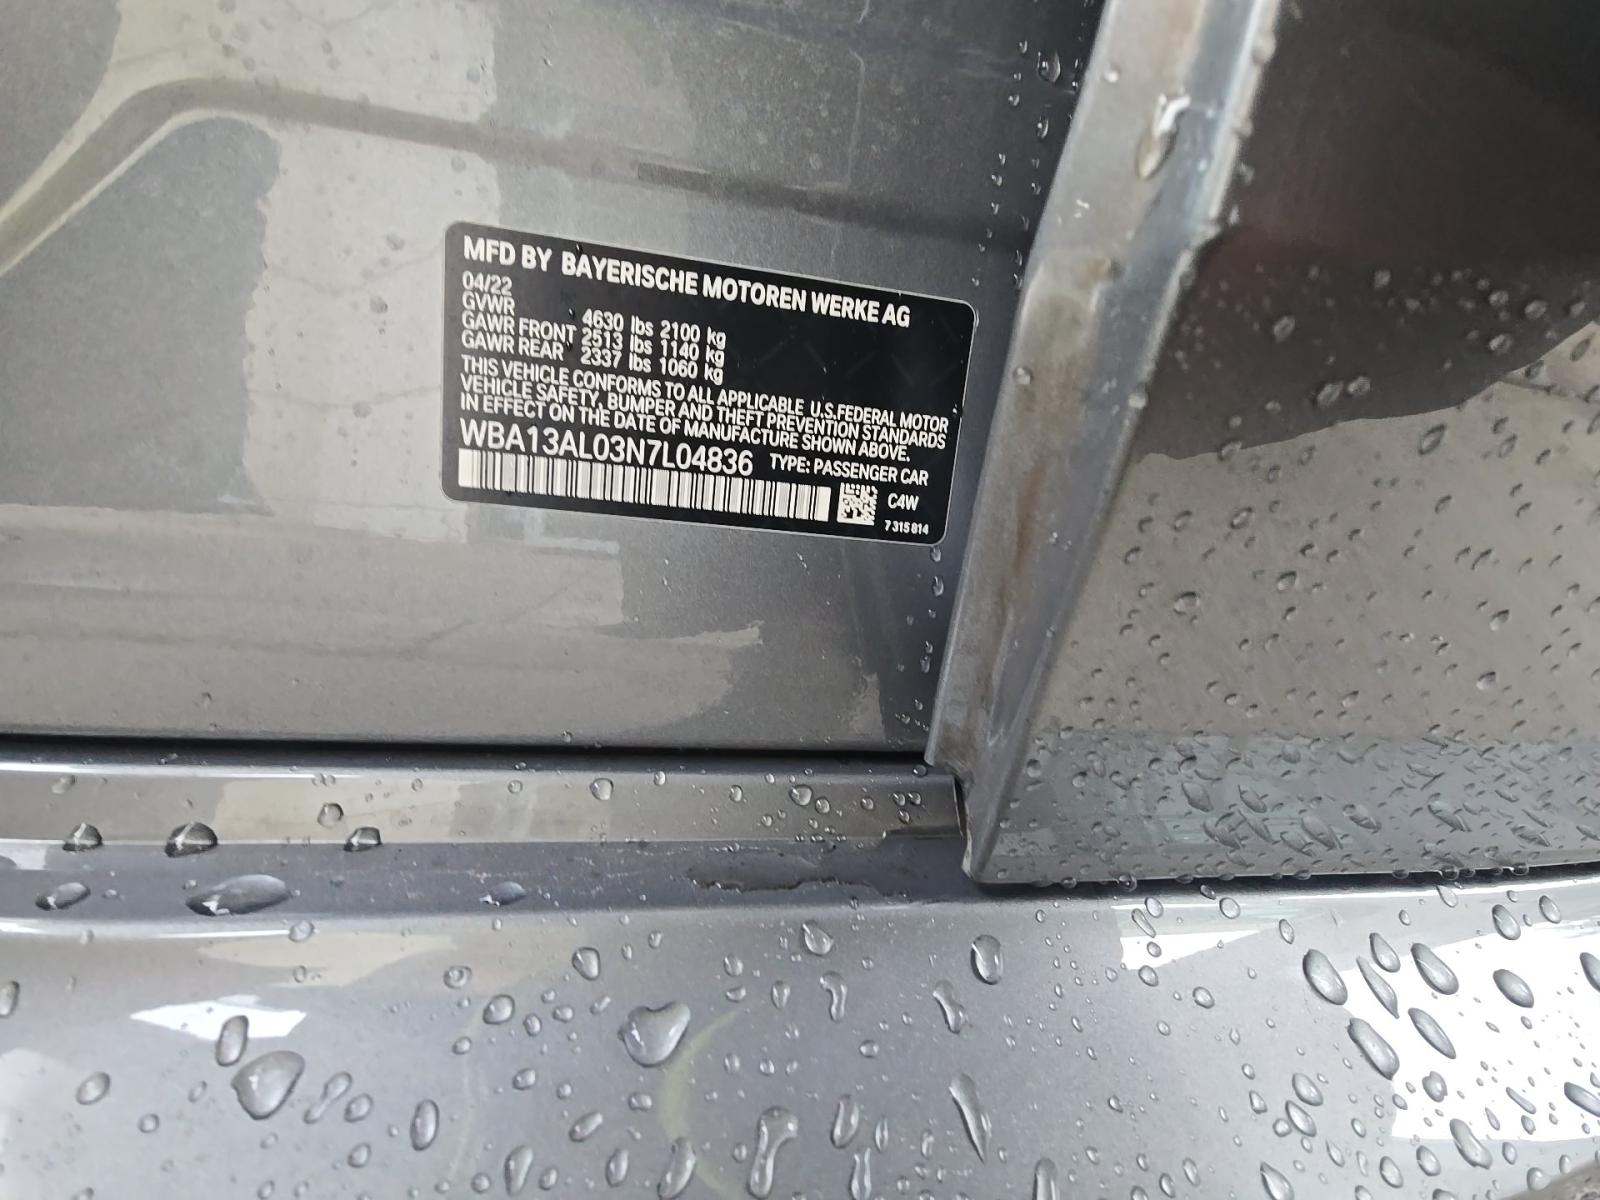 MFD BY BAYERISCHE MOTOREN WERKE AG
04/22
GVWR 4630 lbs 2100 kg
GAWR FRONT 2513 lbs 1140 kg
GAWR REAR 2337 lbs 1060 kg
THIS VEHICLE CONFORMS TO ALL APPLICABLE U.S.FEDERAL MOTOR
VEHICLE SAFETY, BUMPER AND THEFT PREVENTION STANDARDS
IN EFFECT ON THE DATE OF MANUFACTURE SHOWN ABOVE.
WBA13AL03N7L04836 TYPE: PASSENGER CAR
C4W
7 315 814